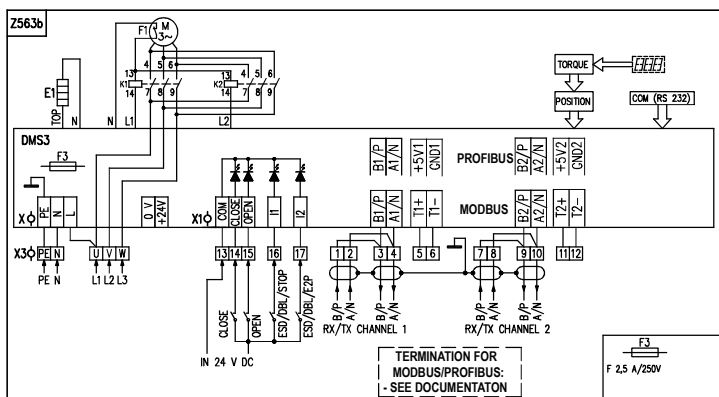 Z563b
F1 M 3~
4 5 6
4 5 6
13 13
K1 K2
14 7 8 9 14 7 8 9
E1
TOP N N L1 L2
TORQUE
POSITION COM (RS 232)
DMS3
F3
B1/P A1/N +5V1 GND1 PROFIBUS B2/P A2/N +5V2 GND2
X PE N L 0 V +24V X1 COM CLOSE OPEN I1 I2
B1/P A1/N T1+ T1- MODBUS B2/P A2/N T2+ T2-
X3 PE N U V W 13 14 15 16 17 1 2 3 4 5 6 7 8 9 10 11 12
PE N L1 L2 L3
CLOSE OPEN ESD/DBL/STOP ESD/DBL/E2P
B/P A/N B/P A/N B/P A/N B/P A/N
RX/TX CHANNEL 1 RX/TX CHANNEL 2
IN 24 V DC
TERMINATION FOR
MODBUS/PROFIBUS:
- SEE DOCUMENTATON
F3
F 2,5 A/250V